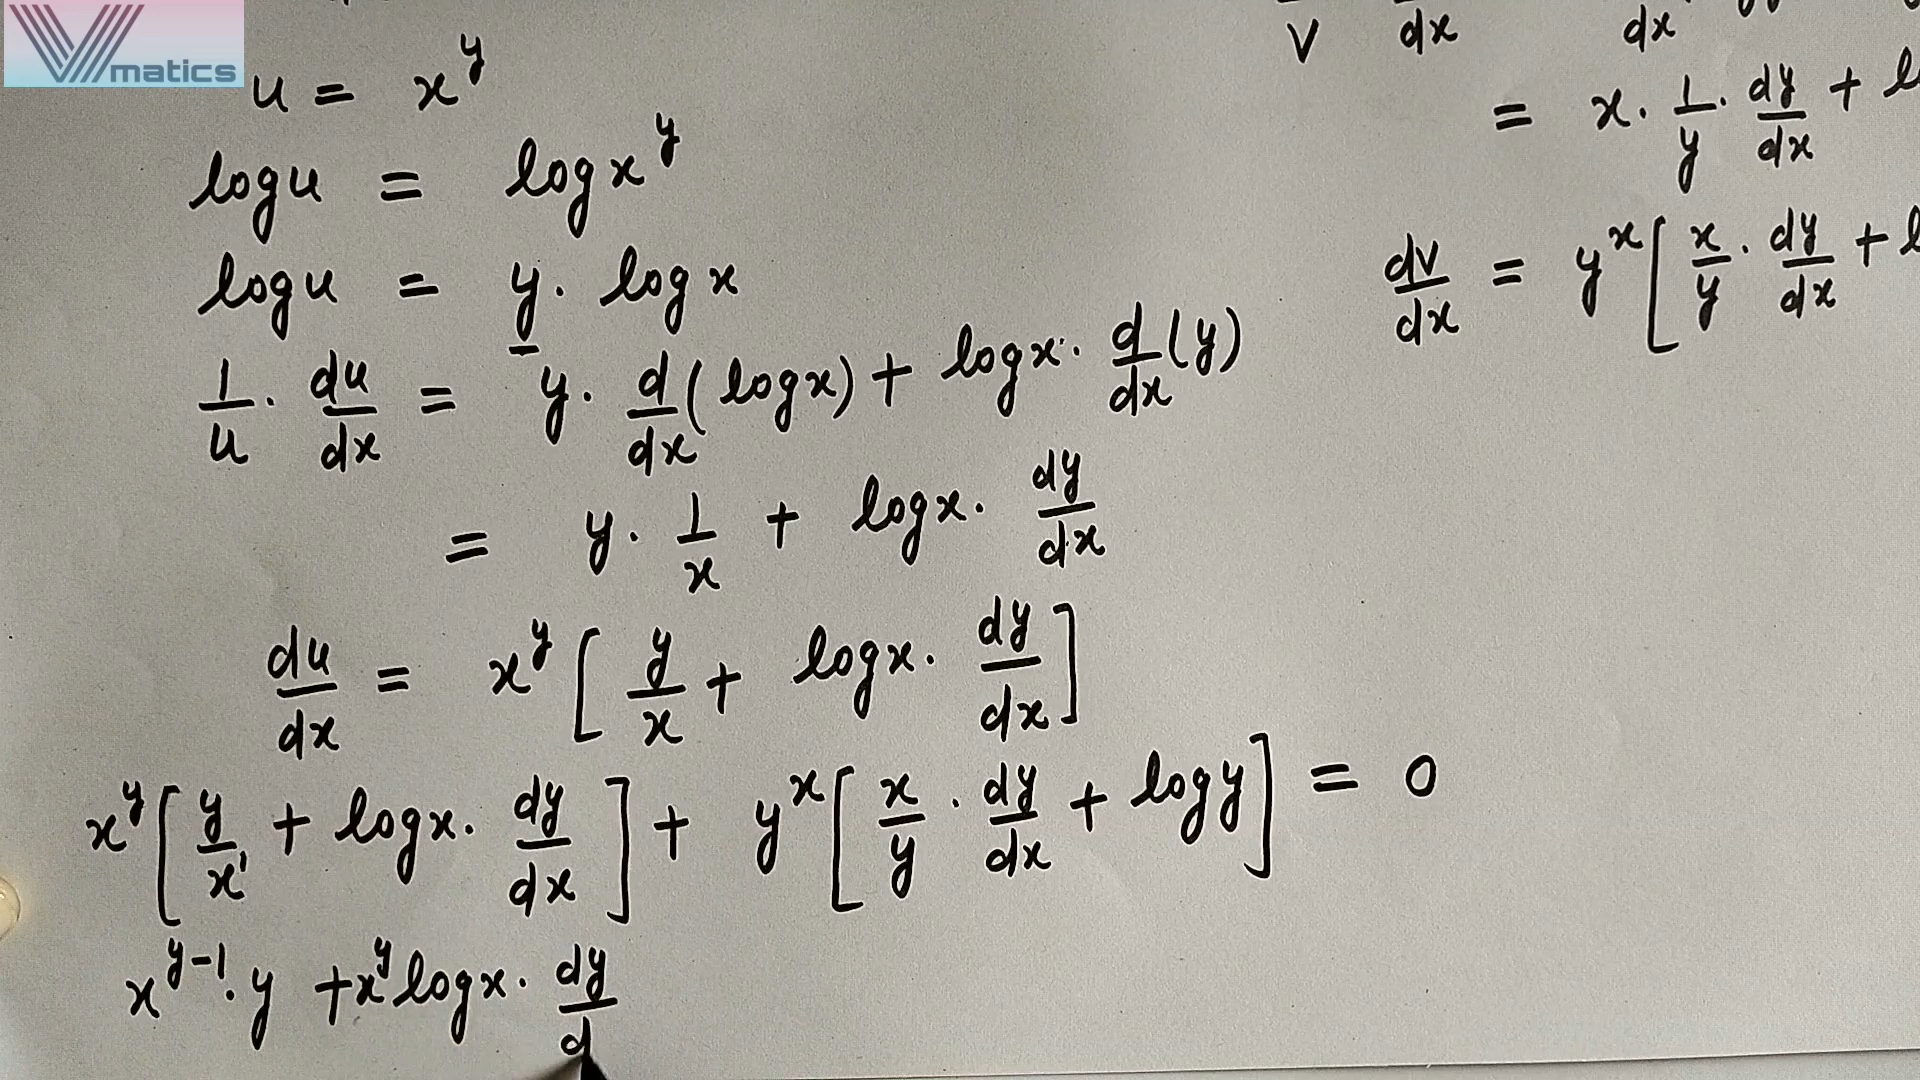 Vmatics
u = x^y
log u = log x^y
log u = y. log x
1/u . du/dx = y. d/dx (log x) + log x. d/dx (y)
= y. 1/x + log x. dy/dx
du/dx = x^y [ y/x + log x. dy/dx ]
x^y [ y/x^1 + log x. dy/dx ] + y^x [ x/y . dy/dx + log y ] = 0
x^(y-1). y + x^y log x. dy/d
v dx dx
= x. 1/y . dy/dx + l
dv/dx = y^x [ x/y . dy/dx + l